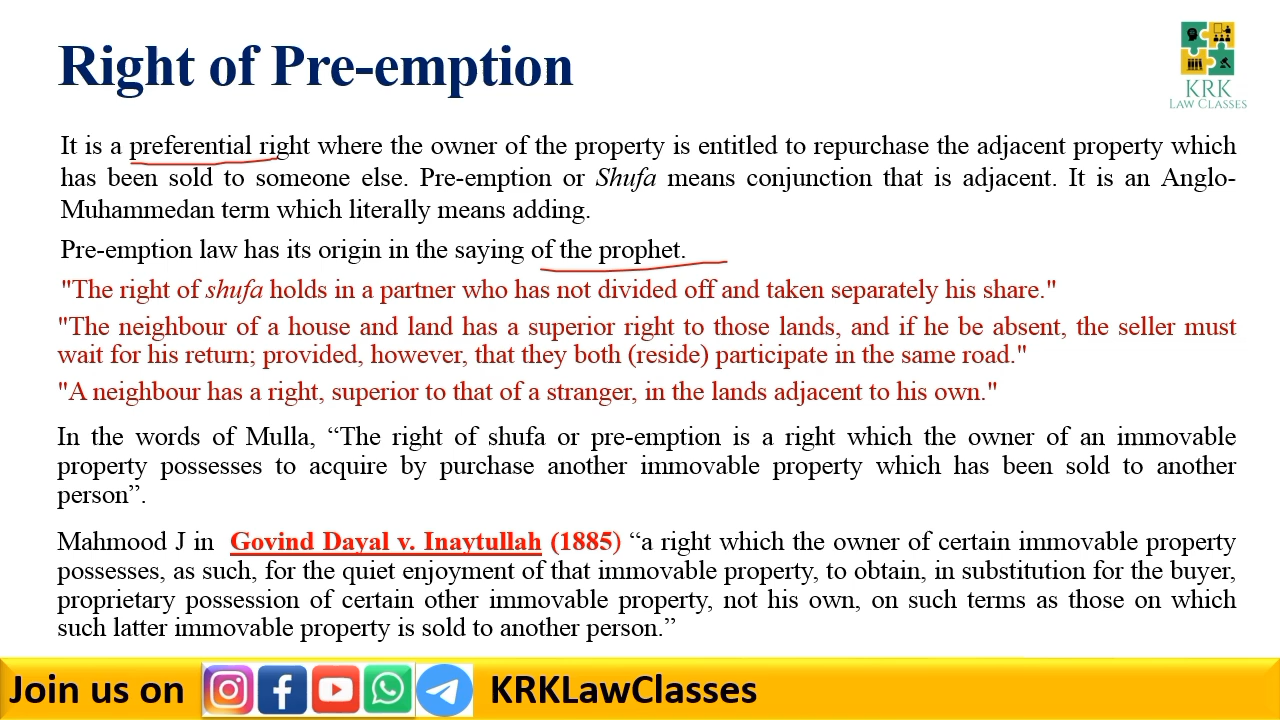 Right of Pre-emption
KRK
LAW CLASSES
It is a preferential right where the owner of the property is entitled to repurchase the adjacent property which
has been sold to someone else. Pre-emption or Shufa means conjunction that is adjacent. It is an Anglo-
Muhammedan term which literally means adding.
Pre-emption law has its origin in the saying of the prophet.
"The right of shufa holds in a partner who has not divided off and taken separately his share."
"The neighbour of a house and land has a superior right to those lands, and if he be absent, the seller must
wait for his return; provided, however, that they both (reside) participate in the same road."
"A neighbour has a right, superior to that of a stranger, in the lands adjacent to his own."
In the words of Mulla, “The right of shufa or pre-emption is a right which the owner of an immovable
property possesses to acquire by purchase another immovable property which has been sold to another
person”.
Mahmood J in Govind Dayal v. Inaytullah (1885) “a right which the owner of certain immovable property
possesses, as such, for the quiet enjoyment of that immovable property, to obtain, in substitution for the buyer,
proprietary possession of certain other immovable property, not his own, on such terms as those on which
such latter immovable property is sold to another person.”
Join us on KRKLawClasses